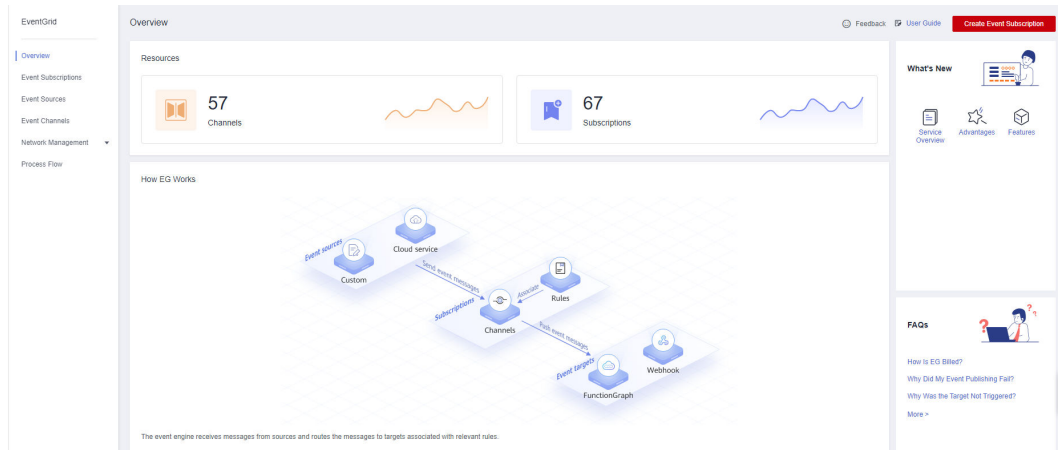 EventGrid
Overview
Event Subscriptions
Event Sources
Event Channels
Network Management
Process Flow
Overview
Feedback
User Guide
Create Event Subscription
Resources
57
Channels
67
Subscriptions
How EG Works
Event sources
Cloud service
Custom
Send event messages
Subscriptions
Associate
Rules
Channels
Push event messages
Event targets
Webhook
FunctionGraph
The event engine receives messages from sources and routes the messages to targets associated with relevant rules.
What's New
Service
Overview
Advantages
Features
FAQs
How Is EG Billed?
Why Did My Event Publishing Fail?
Why Was the Target Not Triggered?
More >